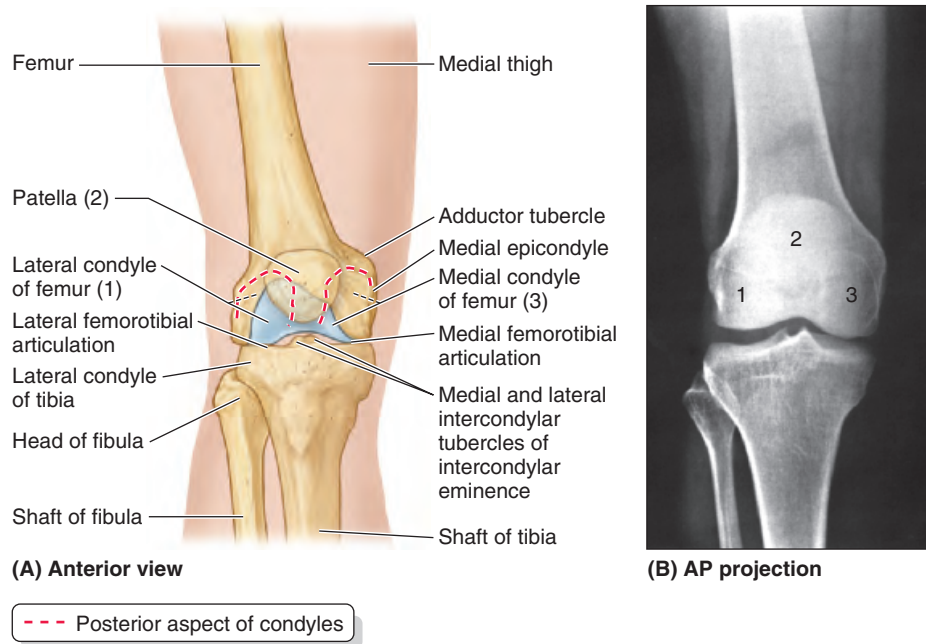 Femur
Patella (2)
Lateral condyle
of femur (1)
Lateral femorotibial
articulation
Lateral condyle
of tibia
Head of fibula
Shaft of fibula
Medial thigh
Adductor tubercle
Medial epicondyle
Medial condyle
of femur (3)
Medial femorotibial
articulation
Medial and lateral
intercondylar
tubercles of
intercondylar
eminence
Shaft of tibia
(A) Anterior view
Posterior aspect of condyles
2
1
3
(B) AP projection